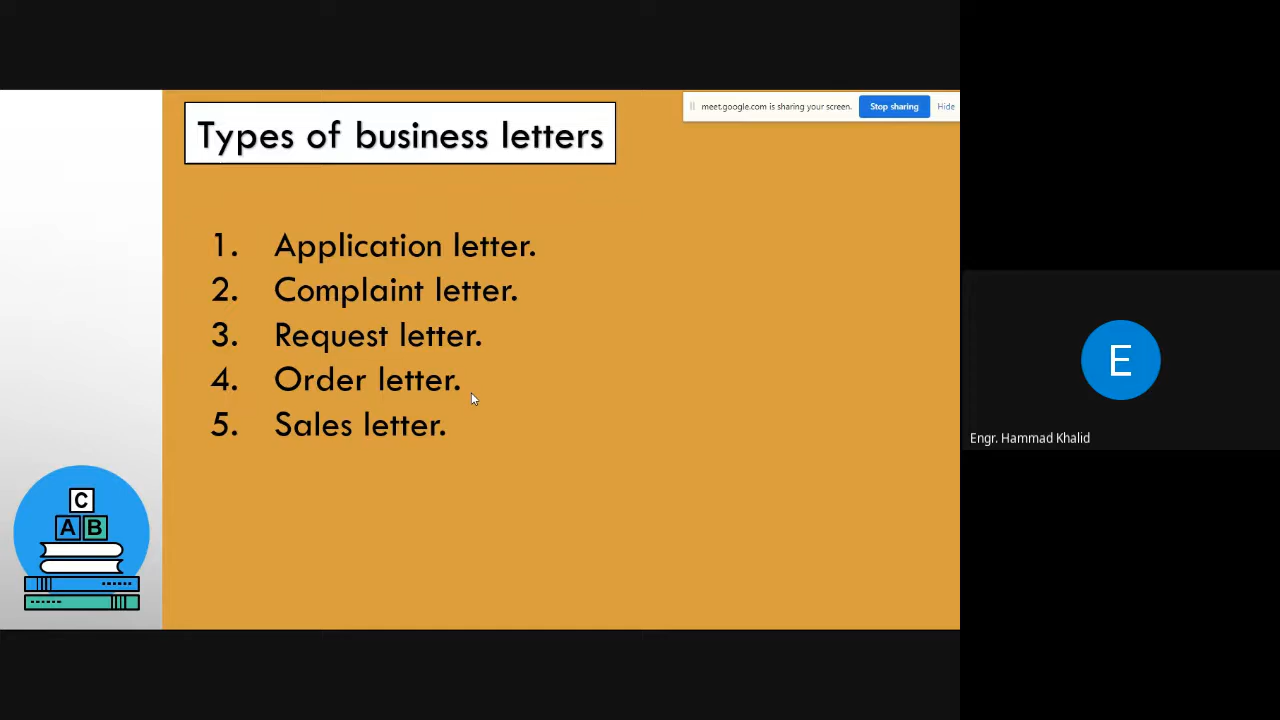 Types of business letters
meet.google.com is sharing your screen. Stop sharing Hide
1. Application letter.
2. Complaint letter.
3. Request letter.
4. Order letter.
5. Sales letter.
C
A B
E
Engr. Hammad Khalid